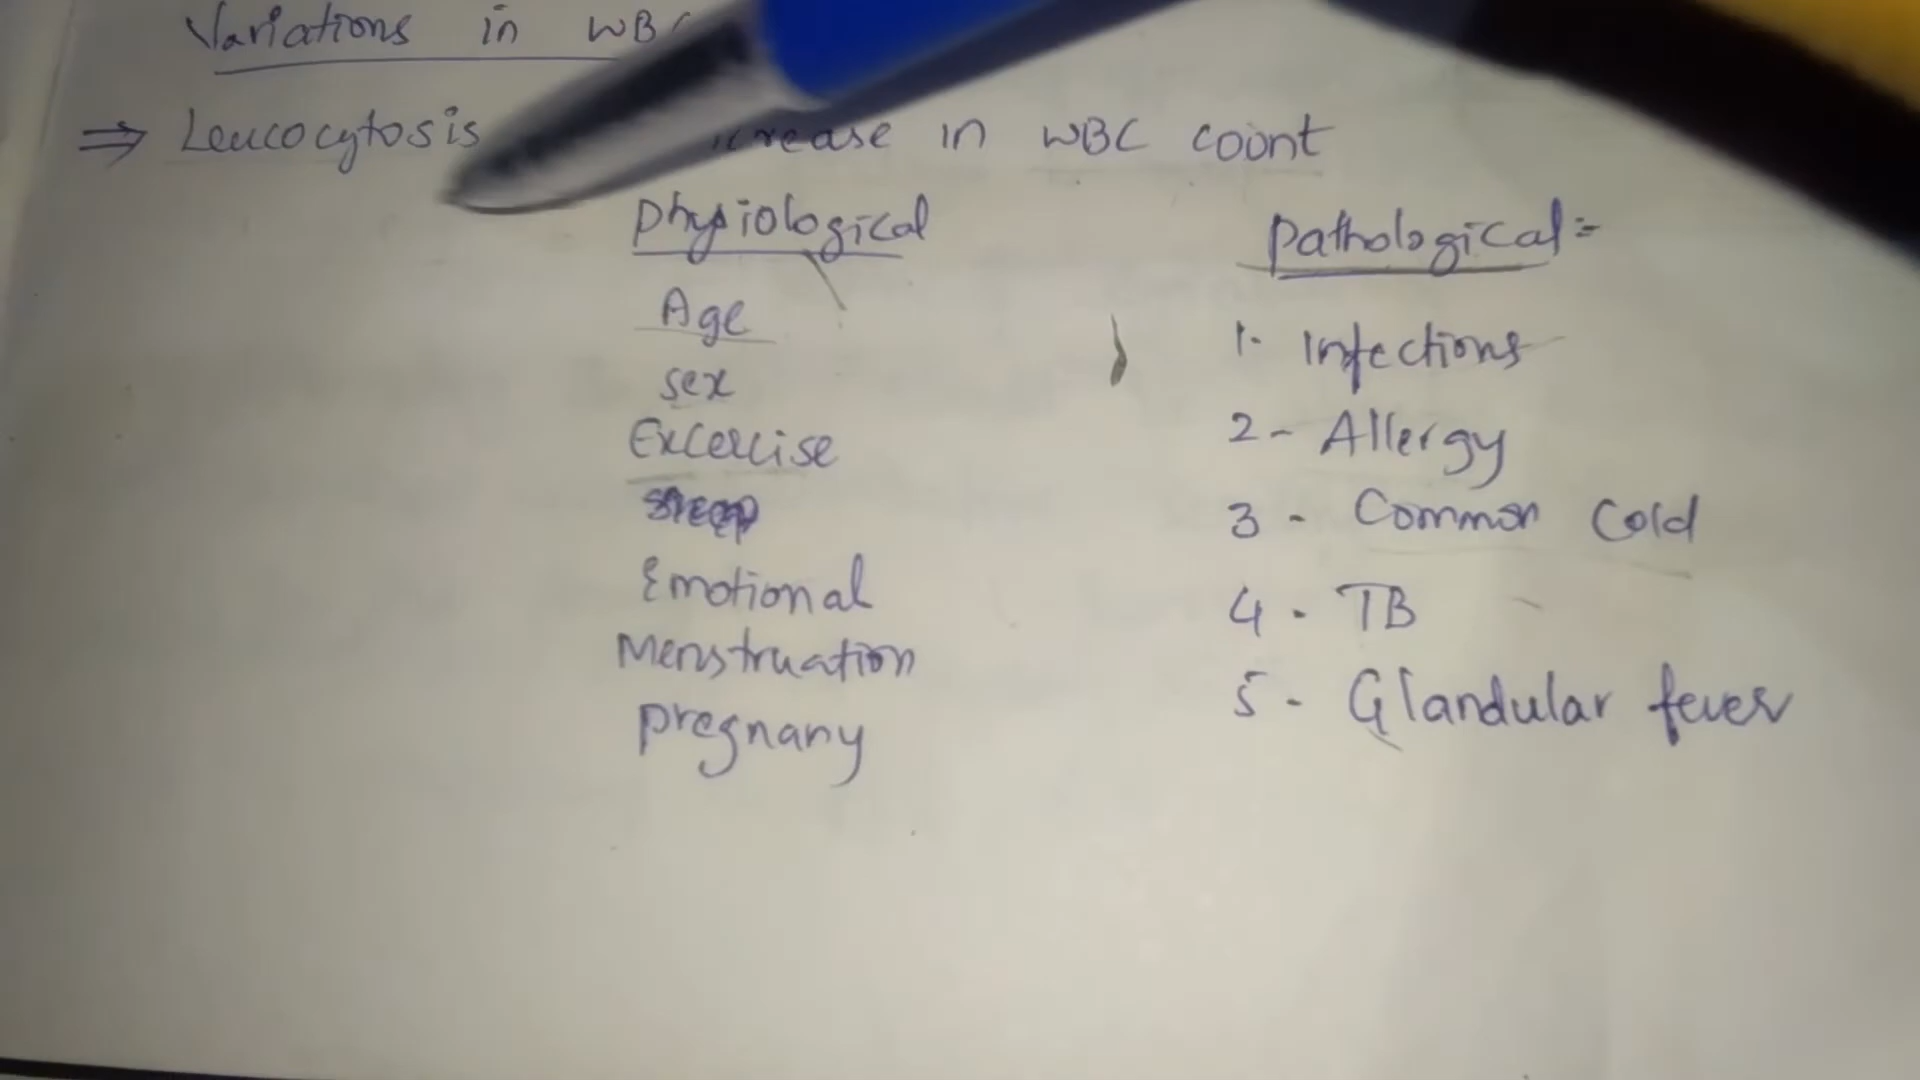 Variations in WBC
⇒ Leucocytosis crease in WBC count
Physiological
Age
sex
Excercise
Emotional
Menstruation
pregnany
Pathological =
1. Infections
2 - Allergy
3 - Common Cold
4 - TB
5 - Glandular fever